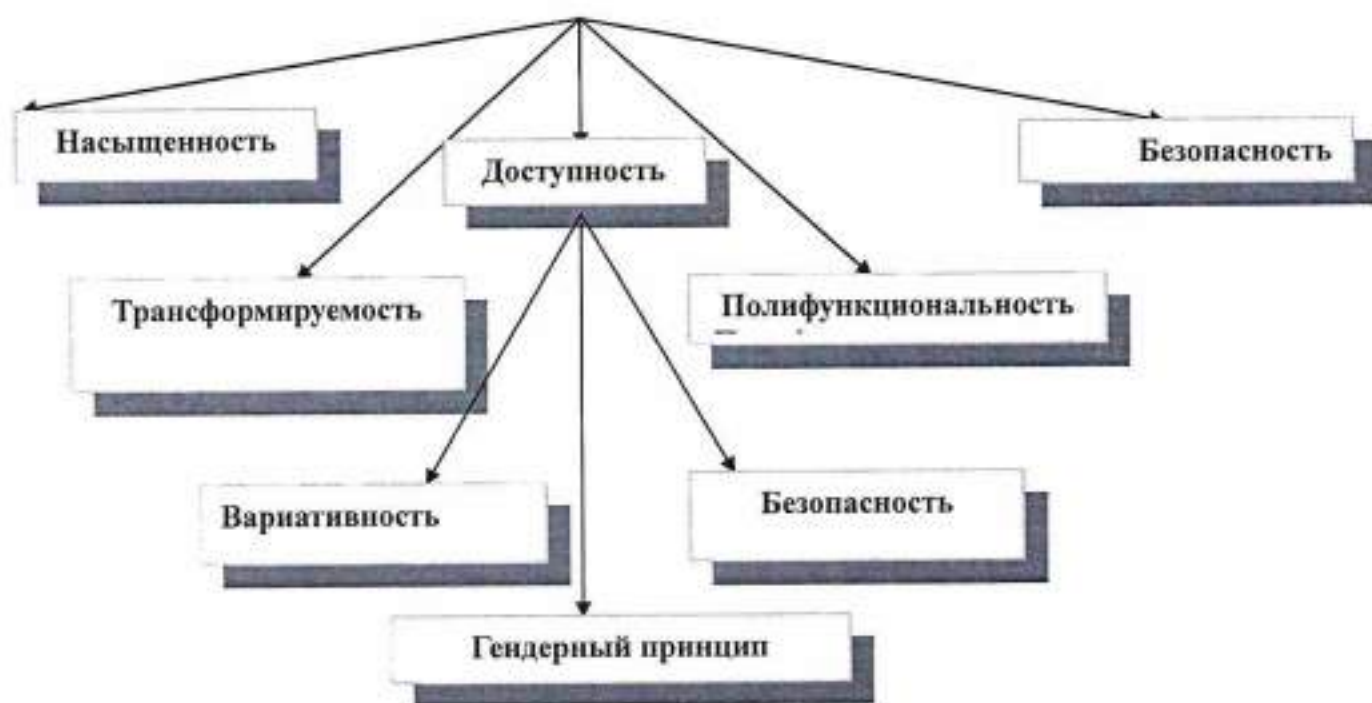 Насыщенность
Доступность
Безопасность
Трансформируемость
Полифункциональность
Вариативность
Безопасность
Гендерный принцип